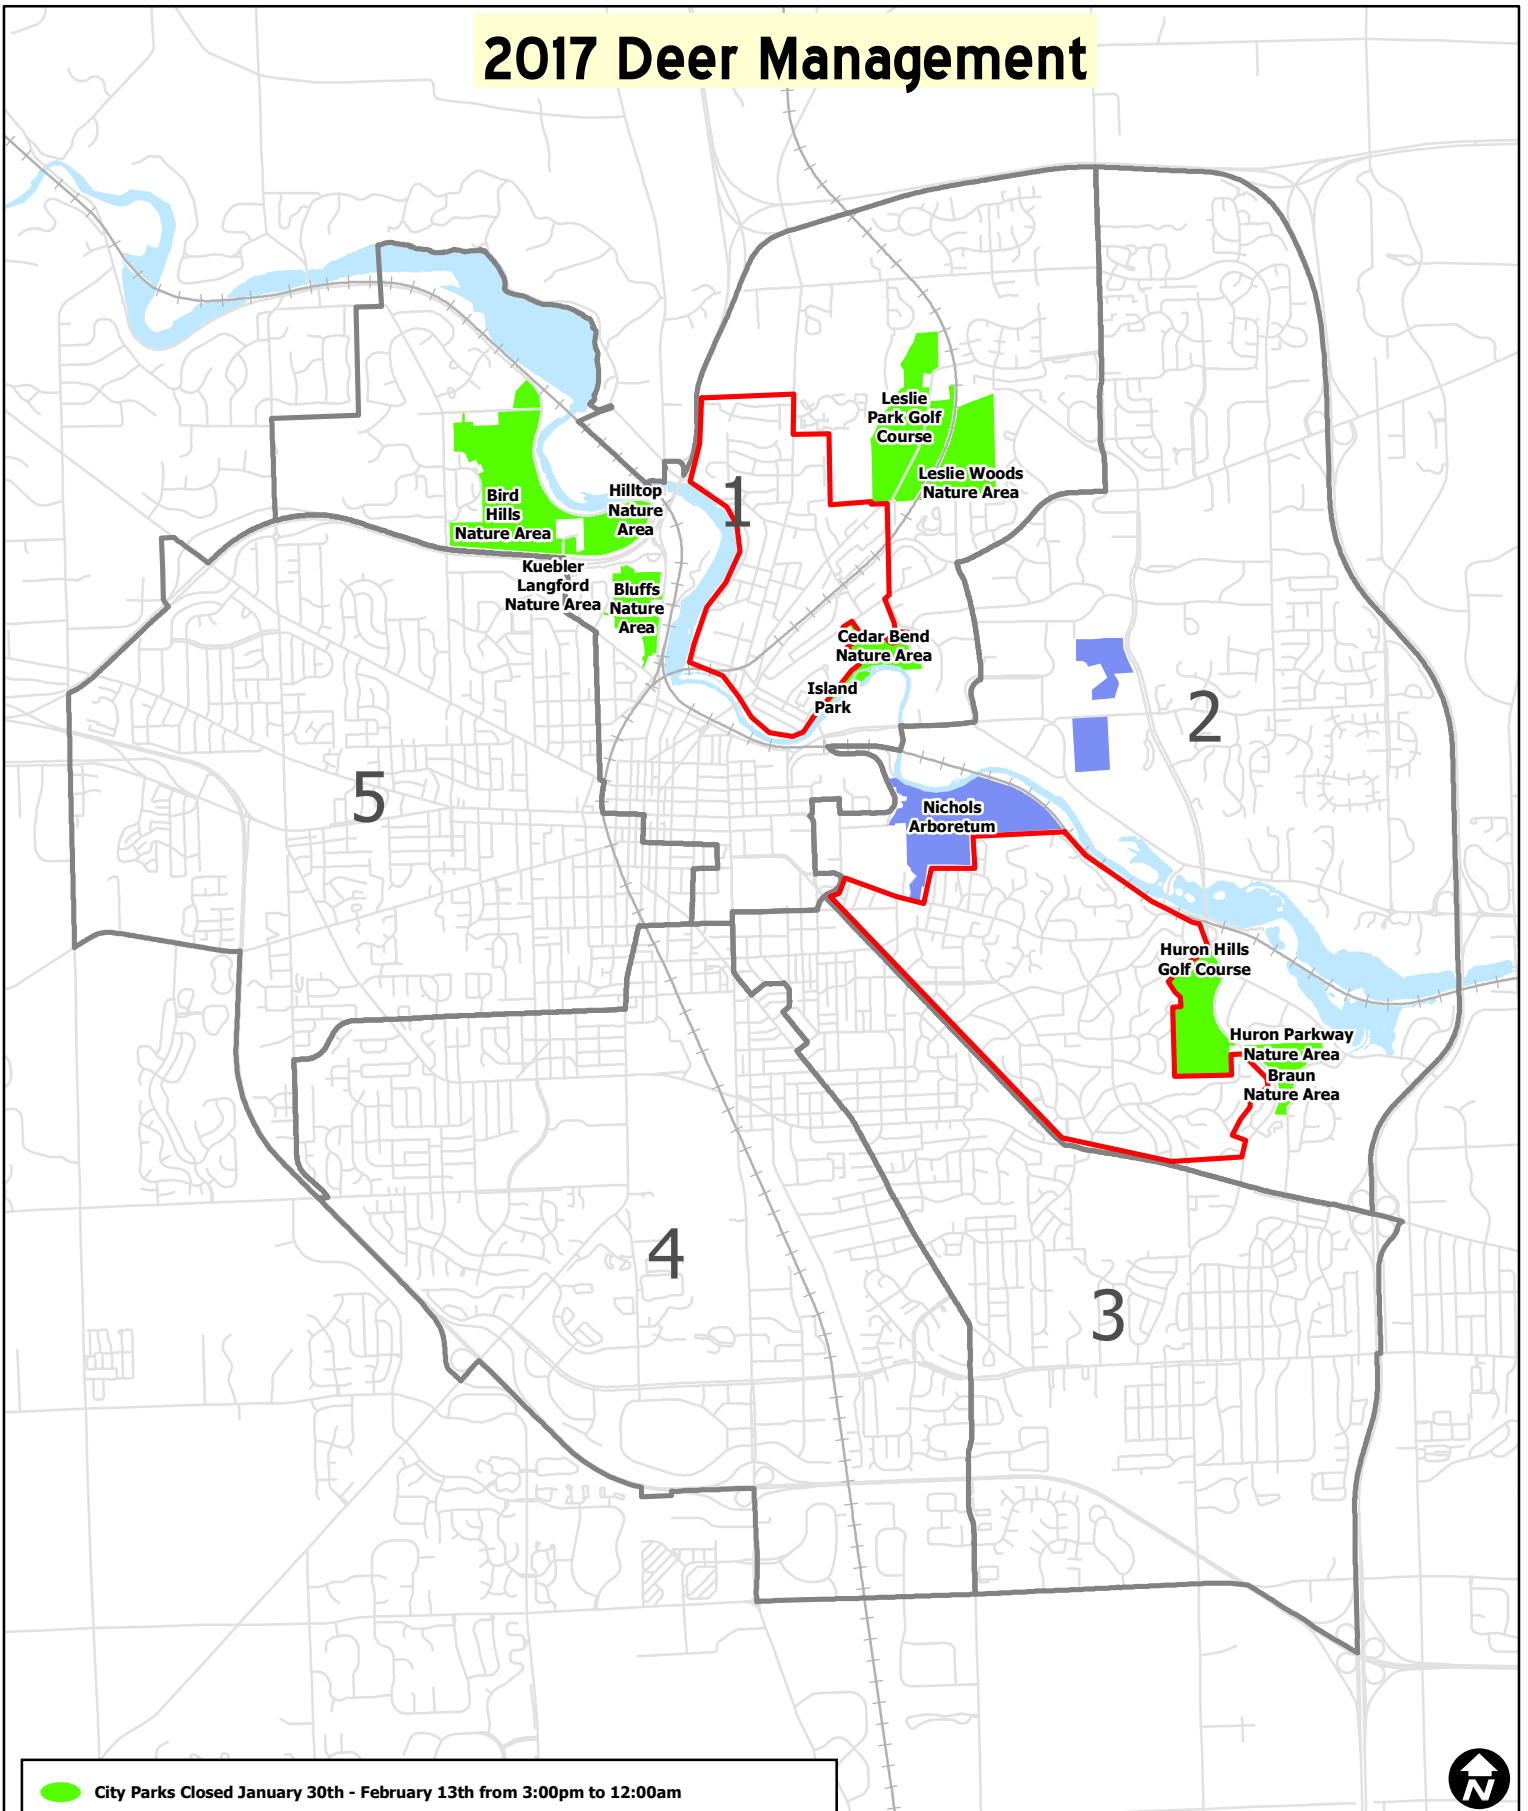 2017 Deer Management
Leslie
Park Golf
Course
Leslie Woods
Nature Area
Bird
Hills
Nature Area
Hilltop
Nature
Area
1
Kuebler
Langford
Nature Area
Bluffs
Nature
Area
Cedar Bend
Nature Area
Island
Park
2
5
Nichols
Arboretum
Huron Hills
Golf Course
Huron Parkway
Nature Area
Braun
Nature Area
4
3
City Parks Closed January 30th - February 13th from 3:00pm to 12:00am
N